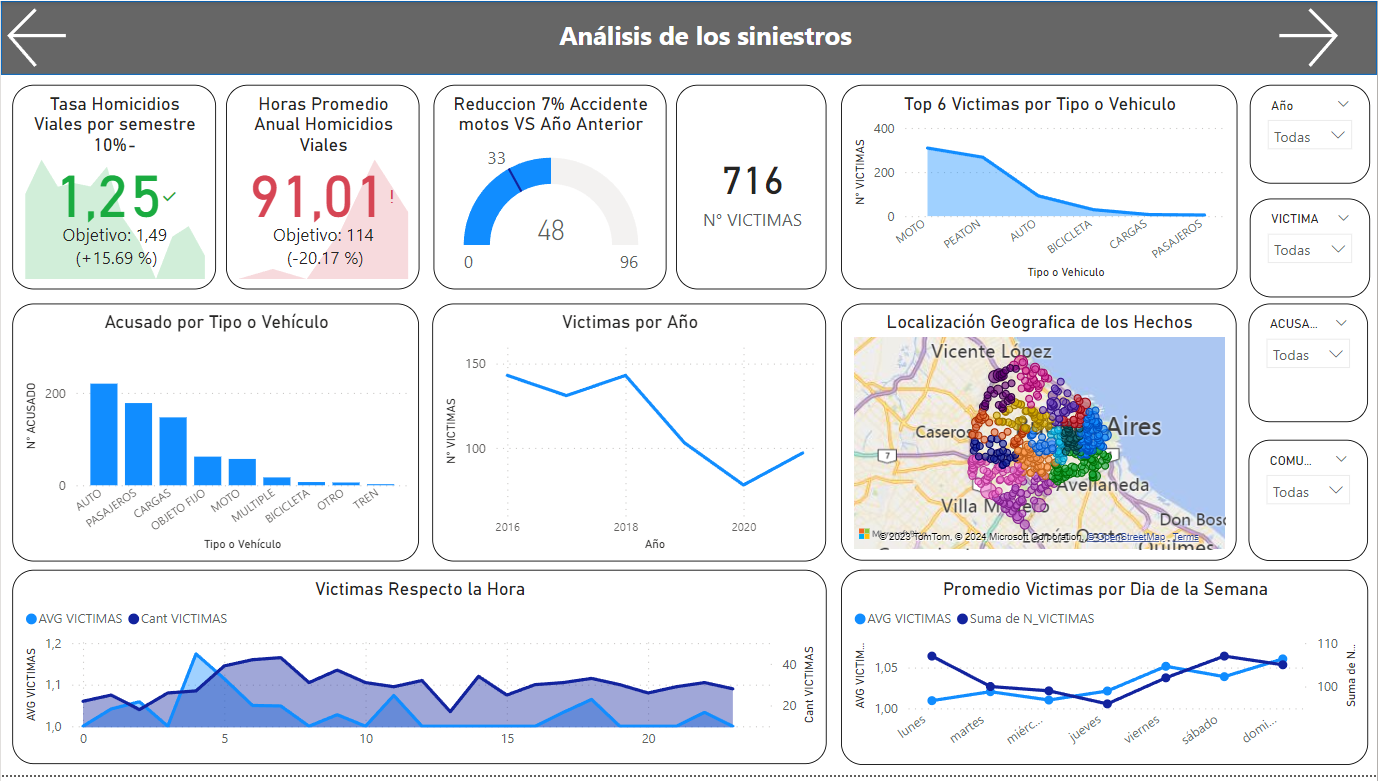 Análisis de los siniestros
Tasa Homicidios
Viales por semestre
10%-
1,25
Objetivo: 1,49
(+15.69 %)
Horas Promedio
Anual Homicidios
Viales
91,01!
Objetivo: 114
(-20.17 %)
Reduccion 7% Accidente
motos VS Año Anterior
33
48
0
96
716
N° VICTIMAS
Top 6 Victimas por Tipo o Vehiculo
N° VICTIMAS
400
200
0
MOTO
PEATON
AUTO
BICICLETA
CARGAS
PASAJEROS
Tipo o Vehiculo
Año
Todas
VICTIMA
Todas
Acusado por Tipo o Vehículo
N° ACUSADO
200
0
AUTO
PASAJEROS
CARGAS
OBJETO FIJO
MOTO
MULTIPLE
BICICLETA
OTRO
TREN
Tipo o Vehículo
Victimas por Año
N° VICTIMAS
150
100
2016
2018
2020
Año
Localización Geografica de los Hechos
Vicente López
Caseros
Aires
7
Avellaneda
Villa
Don Bosc
Quilmes
© 2023 TomTom, © 2024 Microsoft Corporation, © OpenStreetMap Terms
ACUSA...
Todas
COMU...
Todas
Victimas Respecto la Hora
AVG VICTIMAS Cant VICTIMAS
AVG VICTIMAS
1,2
1,1
1,0
0
5
10
15
20
40
20
Cant VICTIMAS
Promedio Victimas por Dia de la Semana
AVG VICTIMAS Suma de N_VICTIMAS
AVG VICTIM...
1,05
1,00
lunes
martes
miérc...
jueves
viernes
sábado
domi...
110
100
Suma de N...